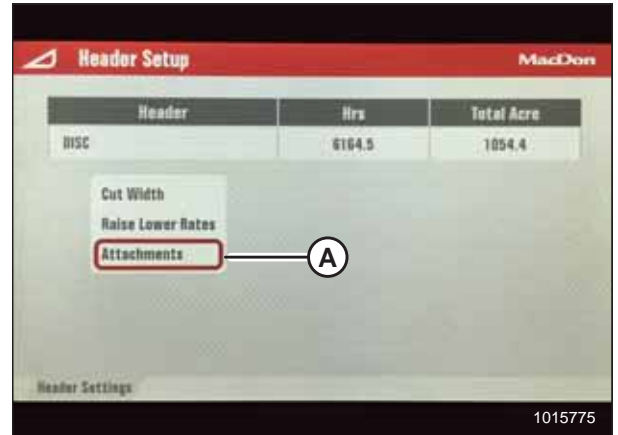 Header Setup MacDon
Header Hrs Total Acre
DISC 6164.5 1054.4
Cut Width
Raise Lower Rates
Attachments
A
Header Settings
1015775